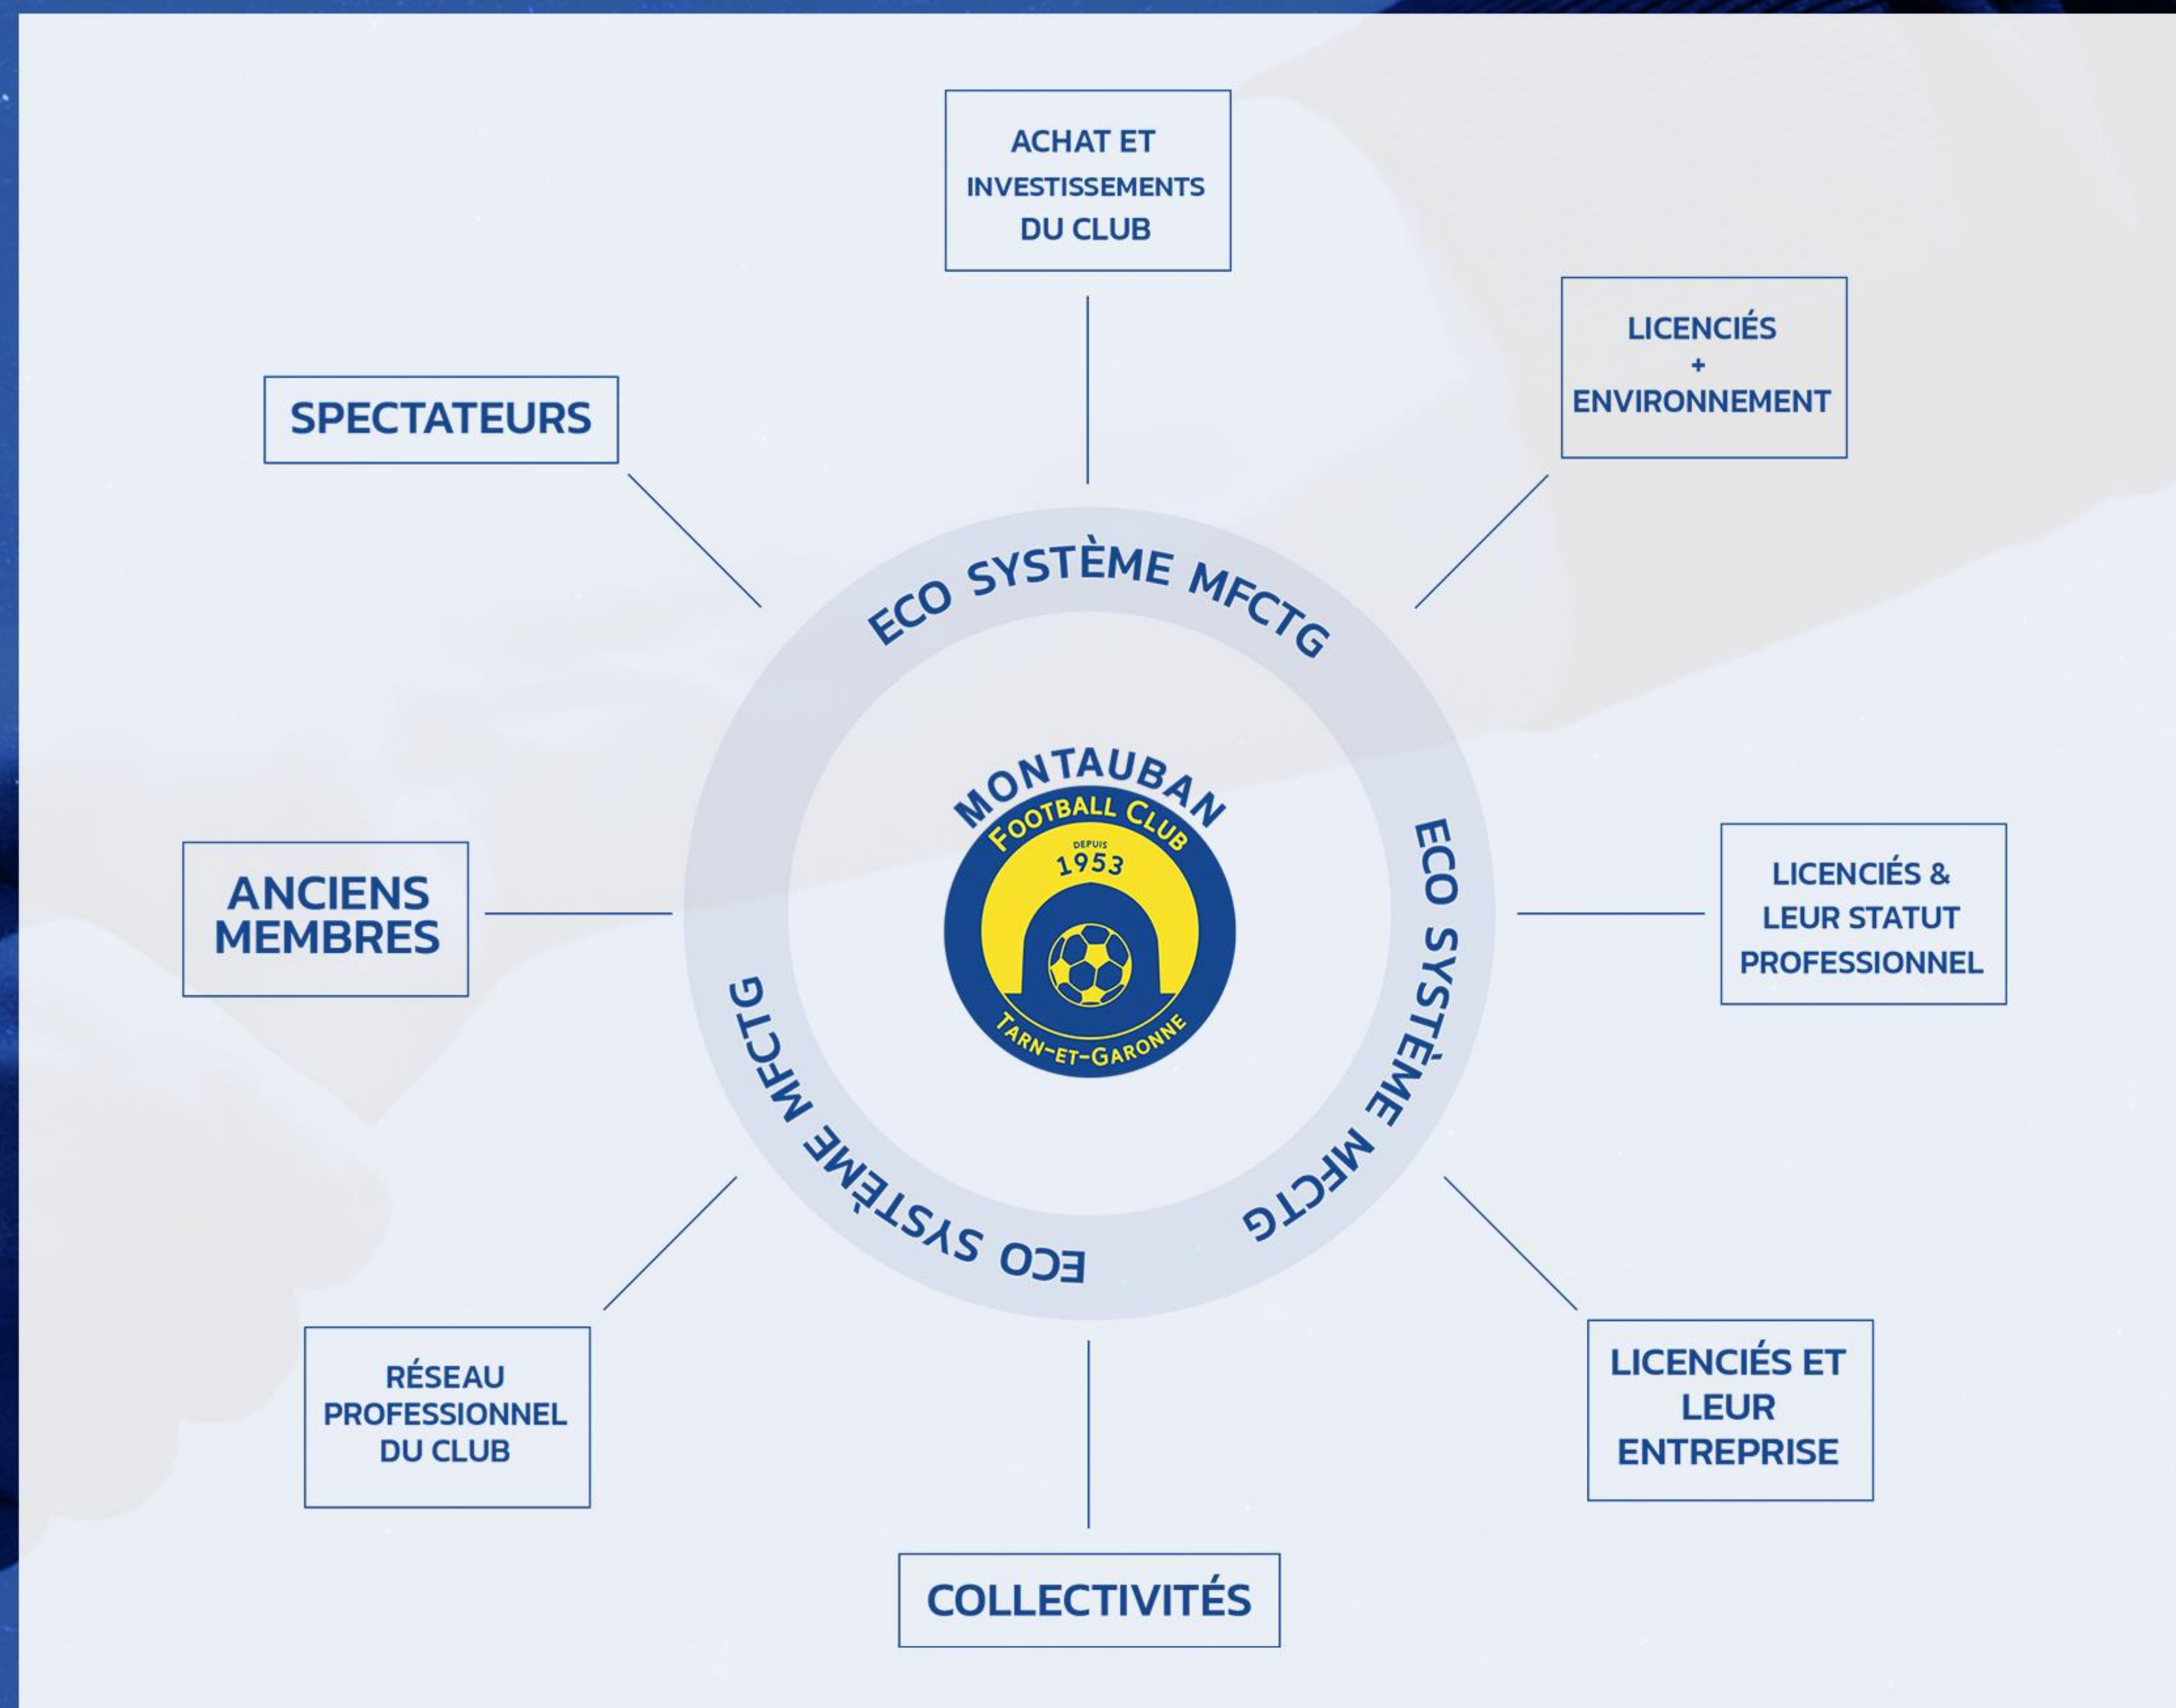 ACHAT ET
INVESTISSEMENTS
DU CLUB
LICENCIÉS
+
ENVIRONNEMENT
SPECTATEURS
ECO SYSTÈME MFCTG
MONTAUBAN
FOOTBALL CLUB
DEPUIS
1953
TARN-ET-GARONNE
ECO SYSTÈME MFCTG
ECO SYSTÈME MFCTG
ANCIENS
MEMBRES
LICENCIÉS &
LEUR STATUT
PROFESSIONNEL
RÉSEAU
PROFESSIONNEL
DU CLUB
LICENCIÉS ET
LEUR
ENTREPRISE
COLLECTIVITÉS